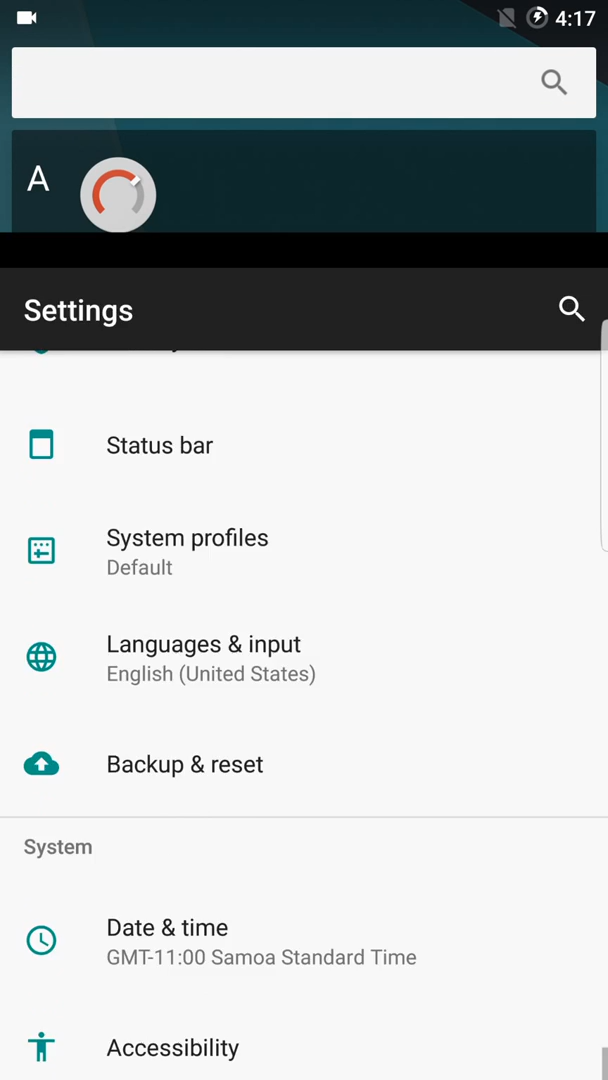 4:17
A
Settings
Status bar
System profiles
Default
Languages & input
English (United States)
Backup & reset
System
Date & time
GMT-11:00 Samoa Standard Time
Accessibility